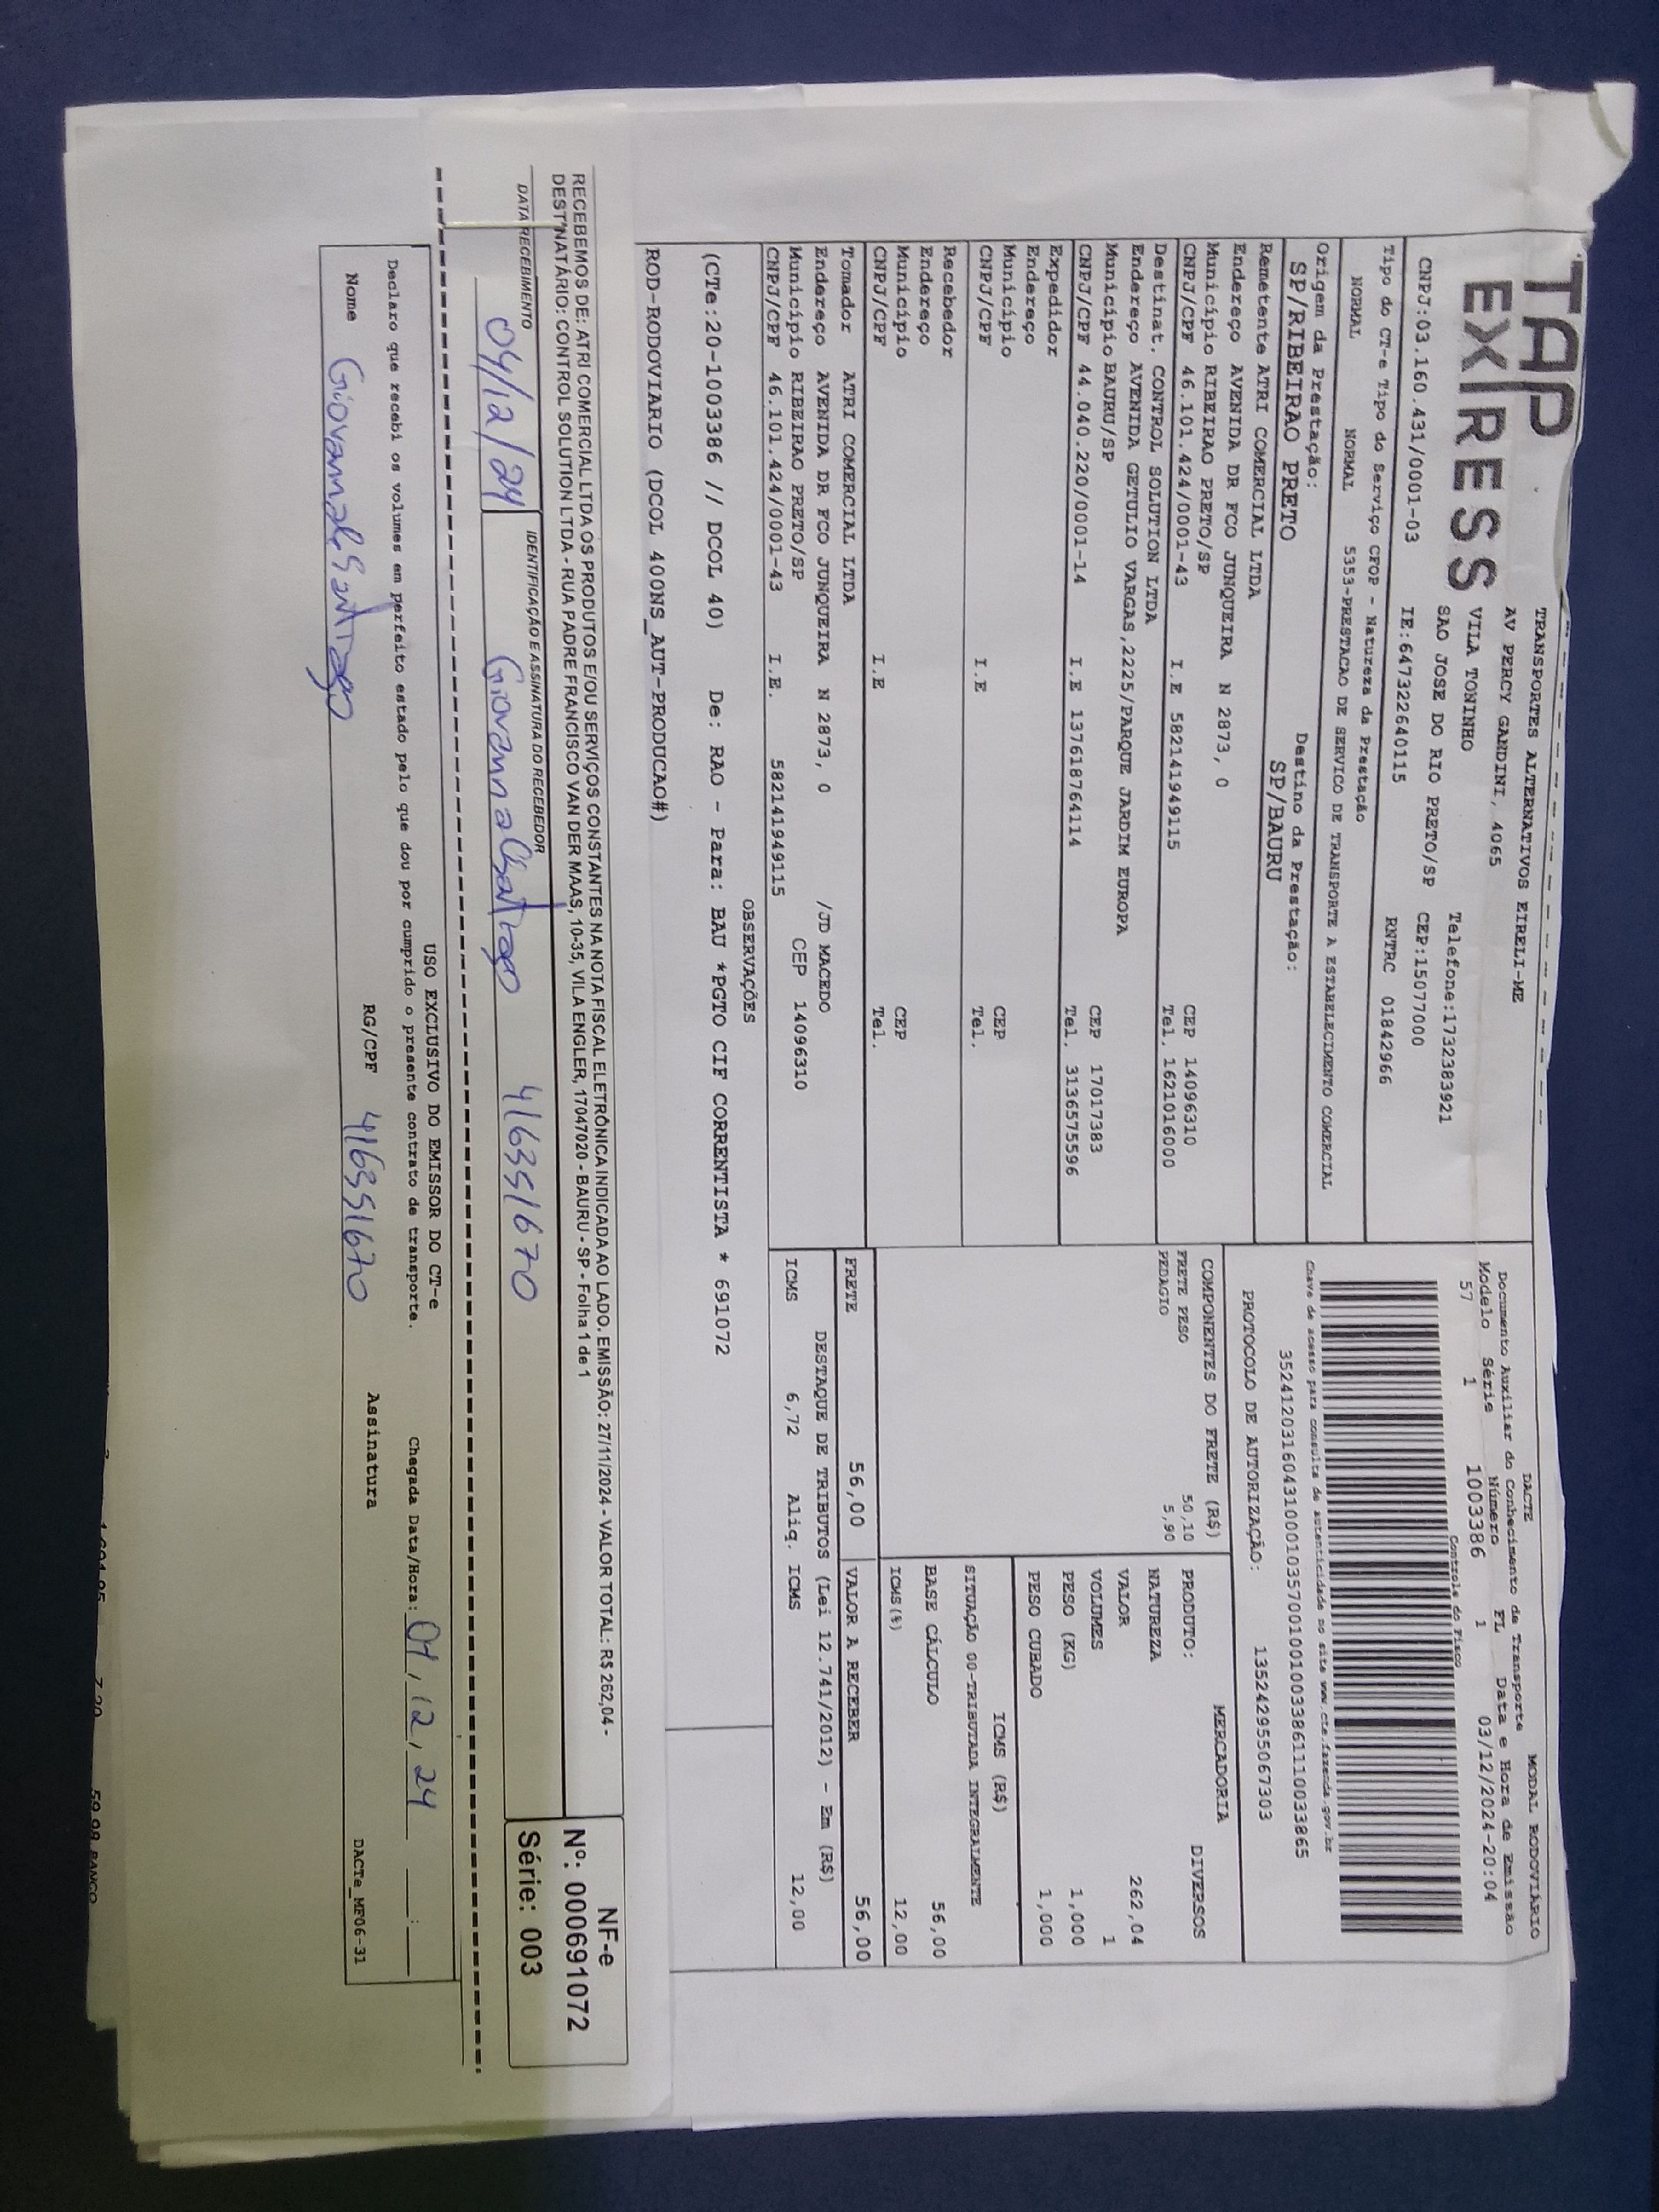 TAP
EXPRESS
TRANSPORTES ALTERNATIVOS EIRELI-ME
AV PERCY GANDINI, 4065
VILA TONINHO
SAO JOSE DO RIO PRETO/SP
Telefone:1732383921
CEP:15077000
CNPJ:03.160.431/0001-03
IE:647322640115
RNTRC 01842966
DACTE
MODAL RODOVIÁRIO
Documento Auxiliar do Conhecimento de Transporte
Modelo Série Número FL Data e Hora de Emissão
57 1 1003386 1 03/12/2024-20:04
Controle do Fisco
Tipo do CT-e Tipo do Serviço CFOP - Natureza da Prestação
NORMAL NORMAL 5353-PRESTACAO DE SERVICO DE TRANSPORTE A ESTABELECIMENTO COMERCIAL
Chave de acesso para consulta de autenticidade no site www.cte.fazenda.gov.br
Origem da Prestação: Destino da Prestação:
SP/RIBEIRAO PRETO SP/BAURU
PROTOCOLO DE AUTORIZAÇÃO: 135242955067303
Remetente ATRI COMERCIAL LTDA
Endereço AVENIDA DR FCO JUNQUEIRA N 2873, 0
Município RIBEIRAO PRETO/SP CEP 14096310
CNPJ/CPF 46.101.424/0001-43 I.E 582141949115 Tel. 1621016000
Destinat. CONTROL SOLUTION LTDA
Endereço AVENIDA GETULIO VARGAS,2225/PARQUE JARDIM EUROPA
Município BAURU/SP CEP 17017383
CNPJ/CPF 44.040.220/0001-14 I.E 137618764114 Tel. 3136575596
Expedidor
Endereço
Município CEP
CNPJ/CPF I.E Tel.
Recebedor
Endereço
Município CEP
CNPJ/CPF I.E Tel.
Tomador ATRI COMERCIAL LTDA
Endereço AVENIDA DR FCO JUNQUEIRA N 2873, 0 /JD MACEDO
Município RIBEIRAO PRETO/SP CEP 14096310
CNPJ/CPF 46.101.424/0001-43 I.E. 582141949115
COMPONENTES DO FRETE (R$)
FRETE PESO 50,10
PEDAGIO 5,90
MERCADORIA
PRODUTO: DIVERSOS
NATUREZA
VALOR 262,04
VOLUMES 1
PESO (KG) 1,000
PESO CUBADO 1,000
ICMS (R$)
SITUAÇÃO 00-TRIBUTADA INTEGRALMENTE
BASE CÁLCULO 56,00
ICMS(%) 12,00
FRETE 56,00 VALOR A RECEBER 56,00
DESTAQUE DE TRIBUTOS (Lei 12.741/2012) - Em (R$)
ICMS 6,72 Aliq. ICMS 12,00
OBSERVAÇÕES
(CTe:20-1003386 // DCOL 40) De: RAO - Para: BAU *PGTO CIF CORRENTISTA * 691072
ROD-RODOVIARIO (DCOL 400NS_AUT-PRODUCAO#)
RECEBEMOS DE: ATRI COMERCIAL LTDA OS PRODUTOS E/OU SERVIÇOS CONSTANTES NA NOTA FISCAL ELETRÔNICA INDICADA AO LADO. EMISSÃO: 27/11/2024 - VALOR TOTAL: R$ 262,04 -
DESTINATÁRIO: CONTROL SOLUTION LTDA - RUA PADRE FRANCISCO VAN DER MAAS, 10-35, VILA ENGLER, 17047020 - BAURU - SP - Folha 1 de 1
NF-e
Nº: 000691072
Série: 003
DATA RECEBIMENTO IDENTIFICAÇÃO E ASSINATURA DO RECEBEDOR
04/12/24 416351670
USO EXCLUSIVO DO EMISSOR DO CT-e
Declaro que recebi os volumes em perfeito estado pelo que dou por cumprido o presente contrato de transporte. Chegada Data/Hora: 04, 12, 24 :
Nome RG/CPF 416351670 Assinatura
DACTe_MF06-31